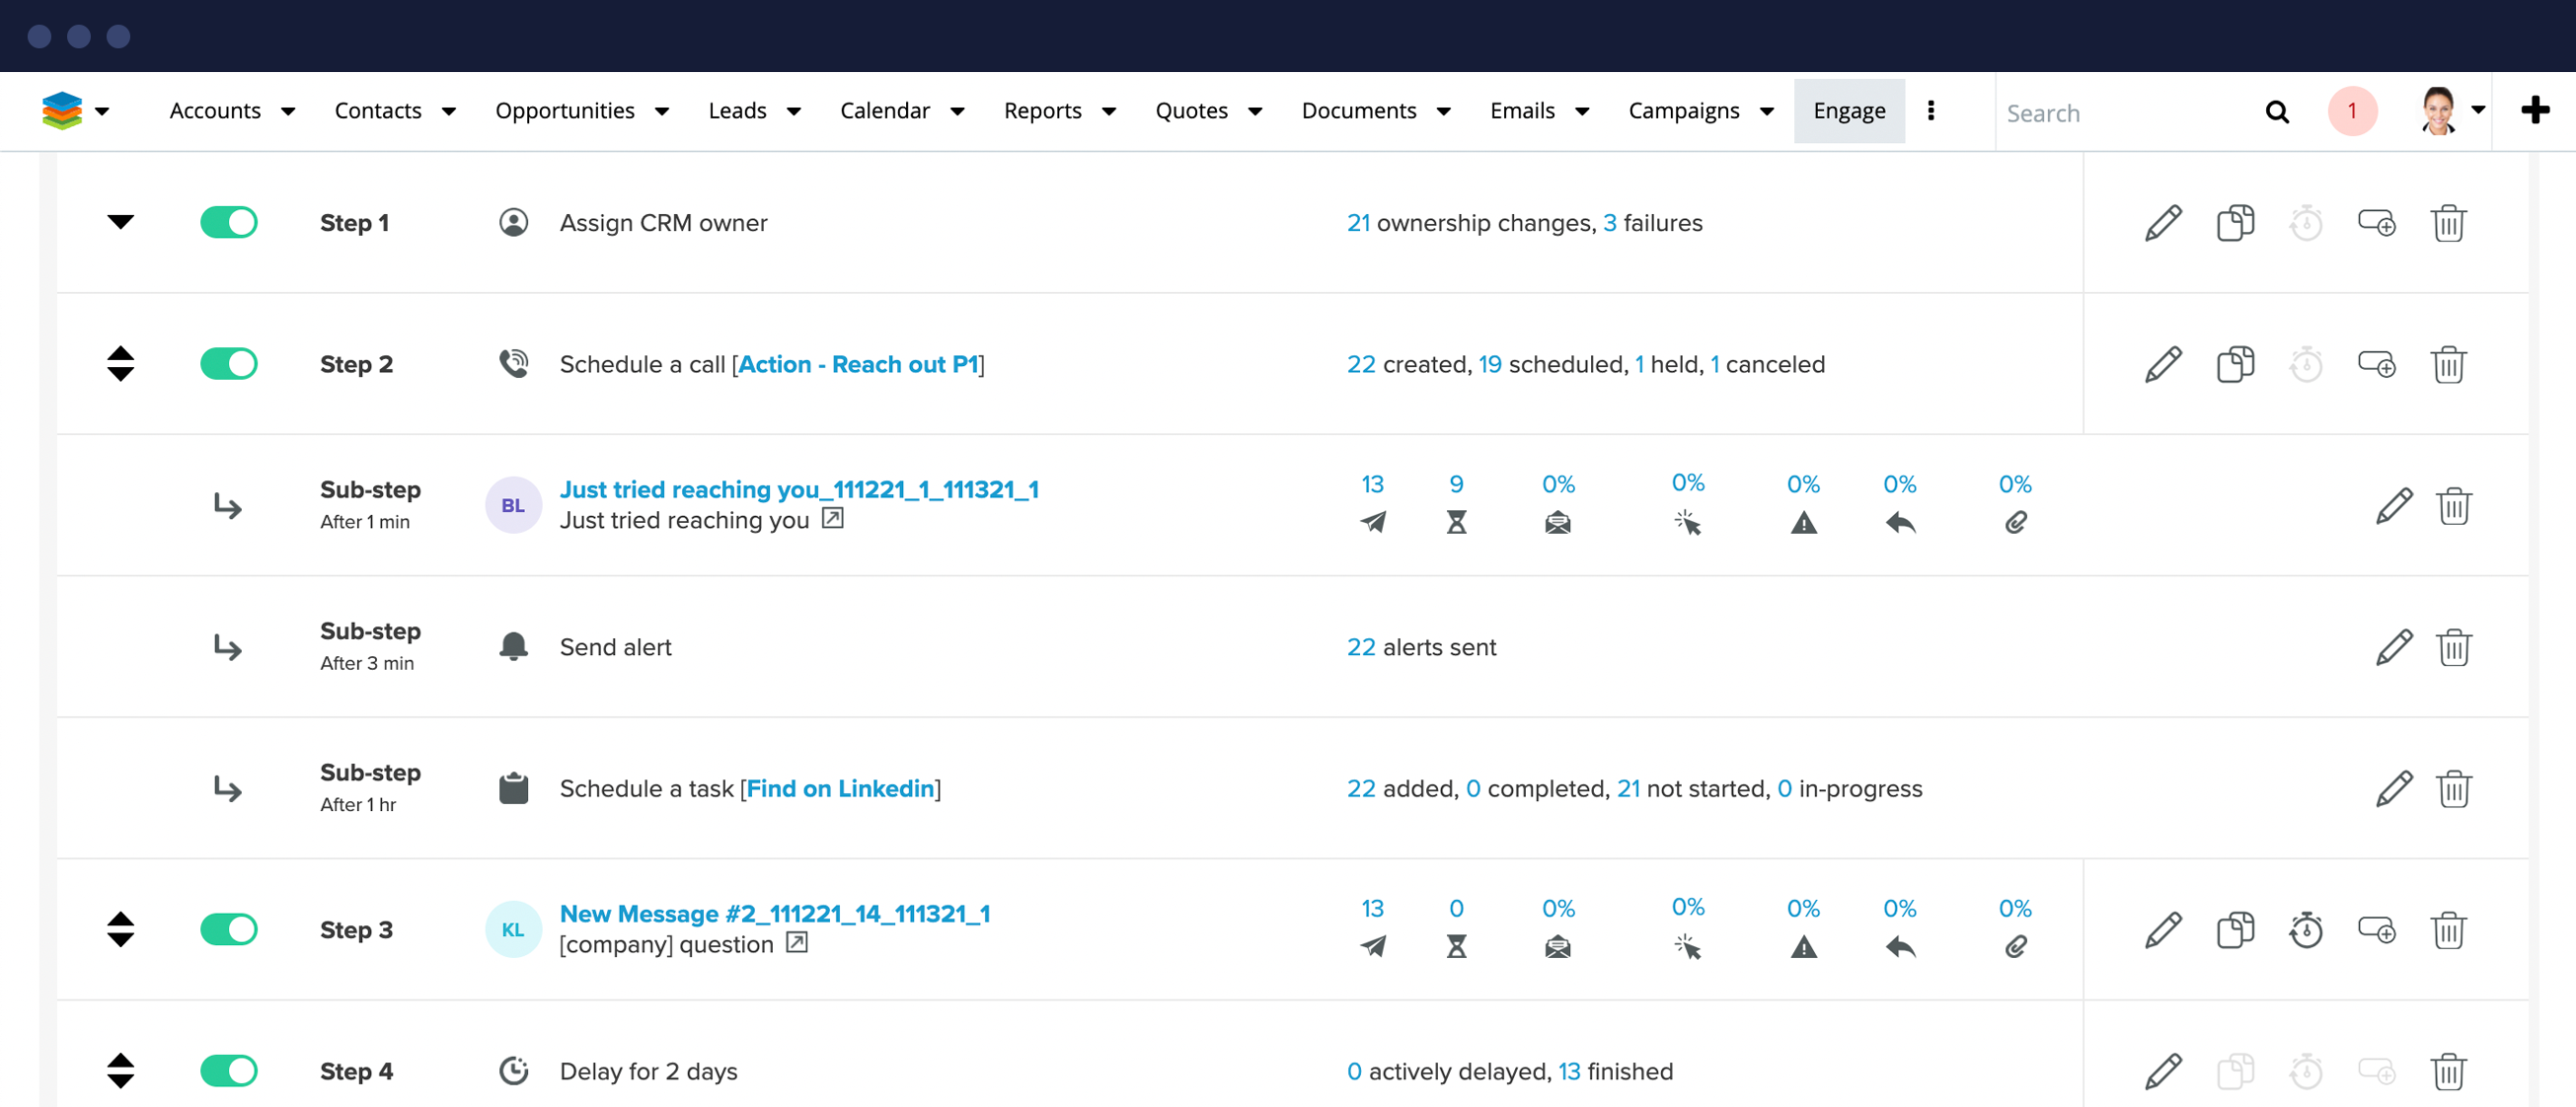 Accounts Contacts Opportunities Leads Calendar Reports Quotes Documents Emails Campaigns Engage Search 1
Step 1 Assign CRM owner 21 ownership changes, 3 failures
Step 2 Schedule a call [Action - Reach out P1] 22 created, 19 scheduled, 1 held, 1 canceled
Sub-step BL Just tried reaching you_111221_1_111321_1 13 9 0% 0% 0% 0% 0%
After 1 min Just tried reaching you
Sub-step
After 3 min
Send alert 22 alerts sent
Sub-step
After 1 hr
Schedule a task [Find on Linkedin] 22 added, 0 completed, 21 not started, 0 in-progress
Step 3 KL New Message #2_111221_14_111321_1 13 0 0% 0% 0% 0% 0%
[company] question
Step 4 Delay for 2 days 0 actively delayed, 13 finished